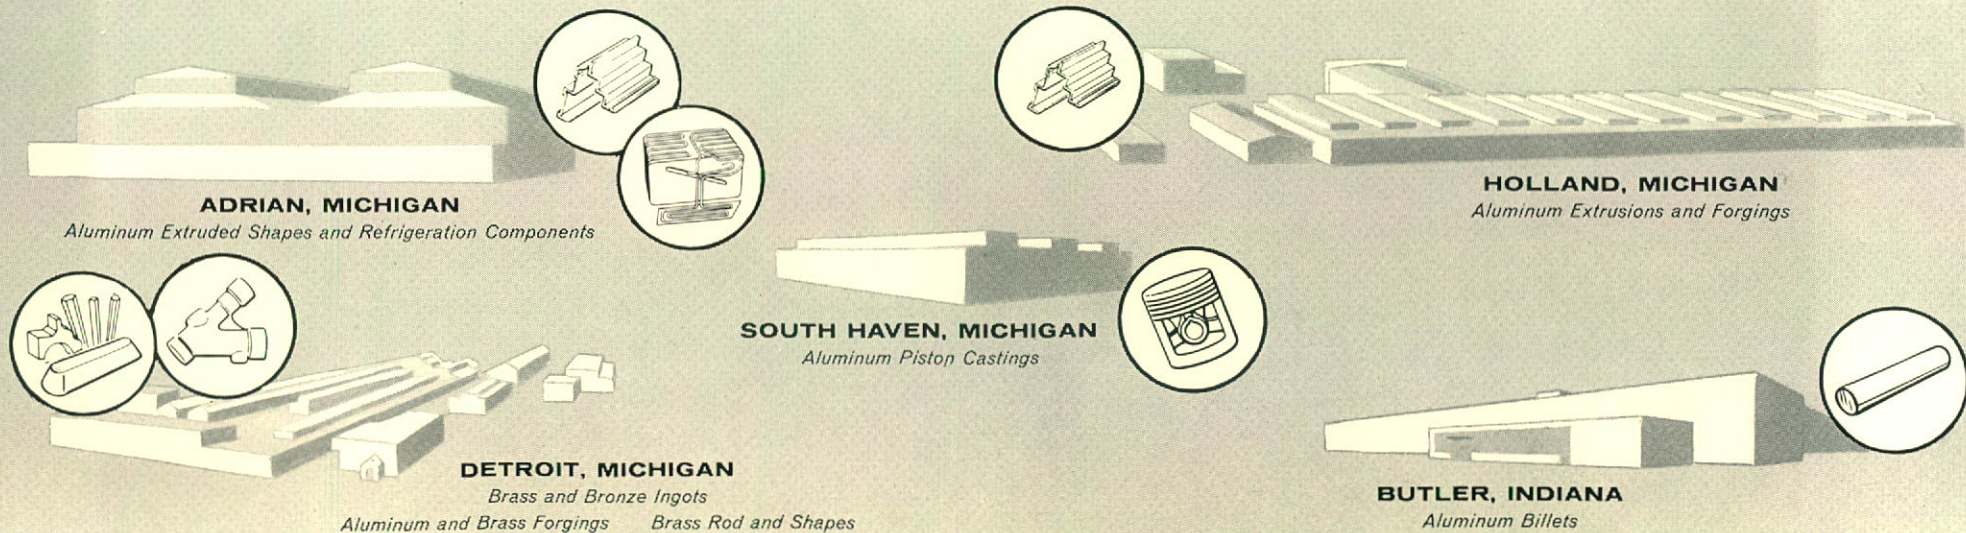 ADRIAN, MICHIGAN
Aluminum Extruded Shapes and Refrigeration Components
HOLLAND, MICHIGAN
Aluminum Extrusions and Forgings
SOUTH HAVEN, MICHIGAN
Aluminum Piston Castings
DETROIT, MICHIGAN
Brass and Bronze Ingots
Aluminum and Brass Forgings Brass Rod and Shapes
BUTLER, INDIANA
Aluminum Billets